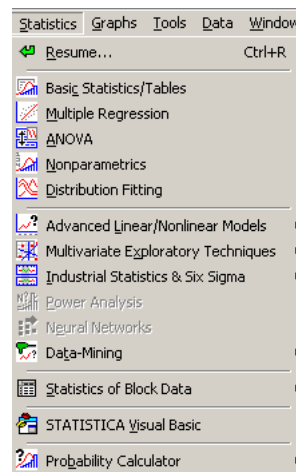 Statistics Graphs Tools Data Window
Resume... Ctrl+R
Basic Statistics/Tables
Multiple Regression
ANOVA
Nonparametrics
Distribution Fitting
Advanced Linear/Nonlinear Models
Multivariate Exploratory Techniques
Industrial Statistics & Six Sigma
Power Analysis
Neural Networks
Data-Mining
Statistics of Block Data
STATISTICA Visual Basic
Probability Calculator